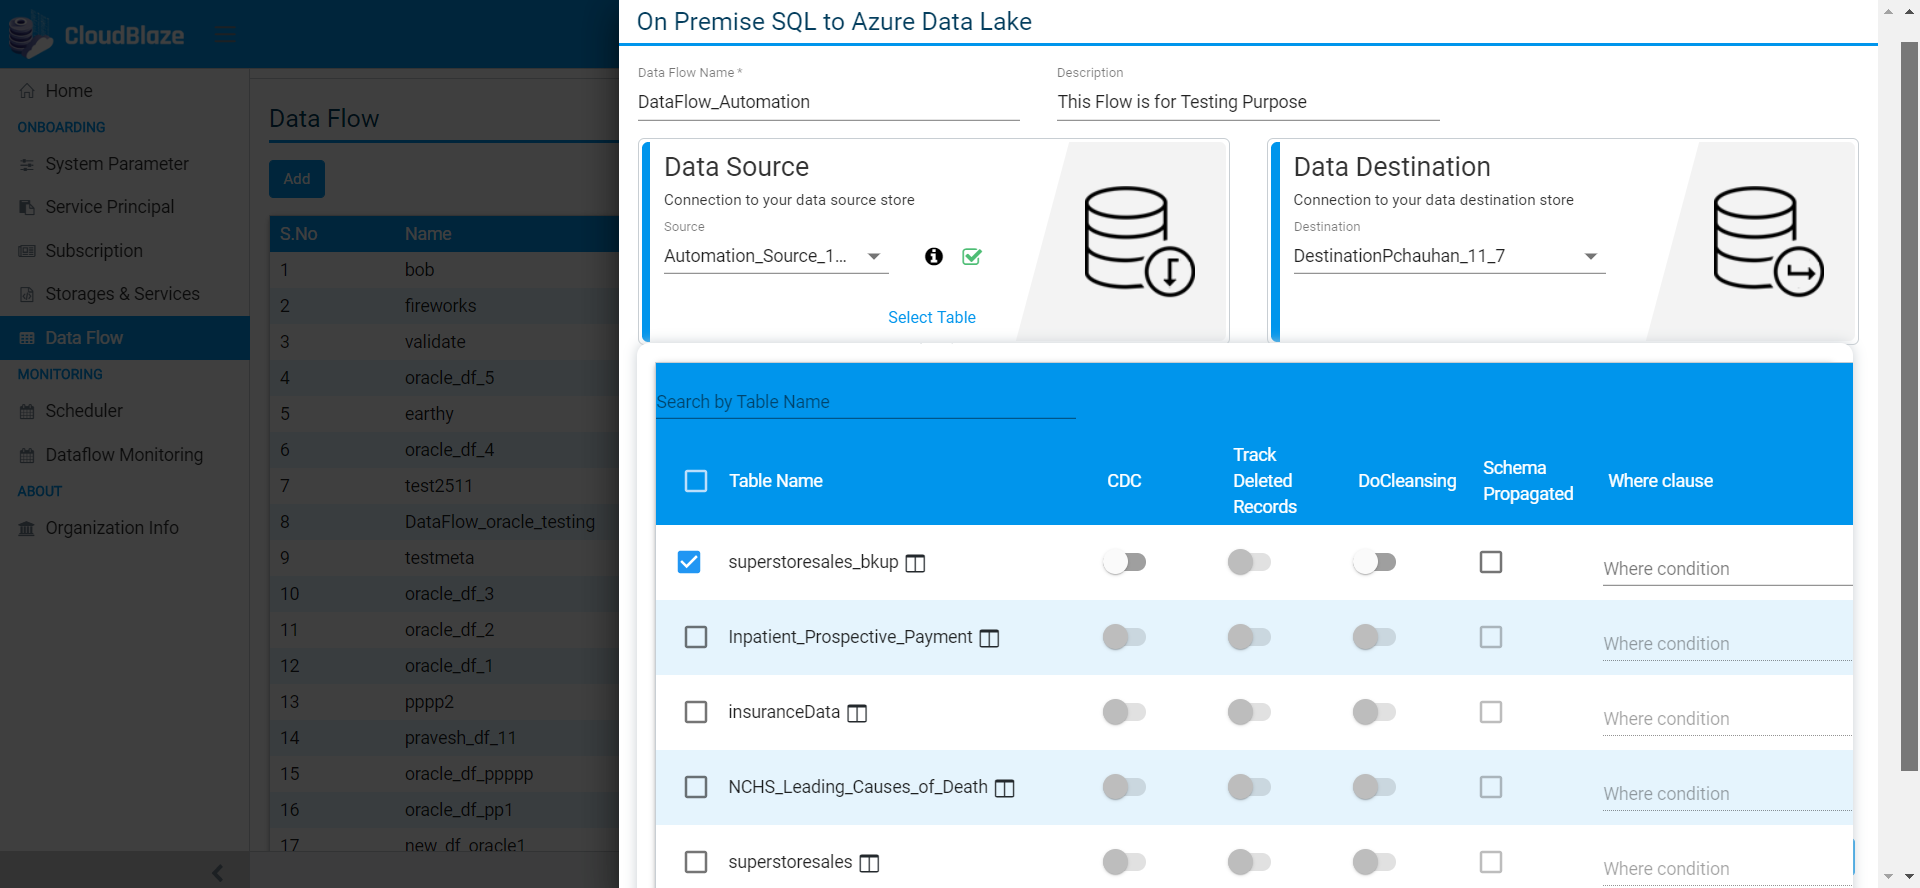 CloudBlaze
Home
ONBOARDING
System Parameter
Service Principal
Subscription
Storages & Services
Data Flow
MONITORING
Scheduler
Dataflow Monitoring
ABOUT
Organization Info
Data Flow
Add
S.No Name
1 bob
2 fireworks
3 validate
4 oracle_df_5
5 earthy
6 oracle_df_4
7 test2511
8 DataFlow_oracle_testing
9 testmeta
10 oracle_df_3
11 oracle_df_2
12 oracle_df_1
13 pppp2
14 pravesh_df_11
15 oracle_df_ppppp
16 oracle_df_pp1
17 new_df_oracle1
On Premise SQL to Azure Data Lake
Data Flow Name *
DataFlow_Automation
Description
This Flow is for Testing Purpose
Data Source
Connection to your data source store
Source
Automation_Source_1...
Select Table
Data Destination
Connection to your data destination store
Destination
DestinationPchauhan_11_7
Search by Table Name
Table Name CDC Track Deleted Records DoCleansing Schema Propagated Where clause
superstoresales_bkup Where condition
Inpatient_Prospective_Payment Where condition
insuranceData Where condition
NCHS_Leading_Causes_of_Death Where condition
superstoresales Where condition